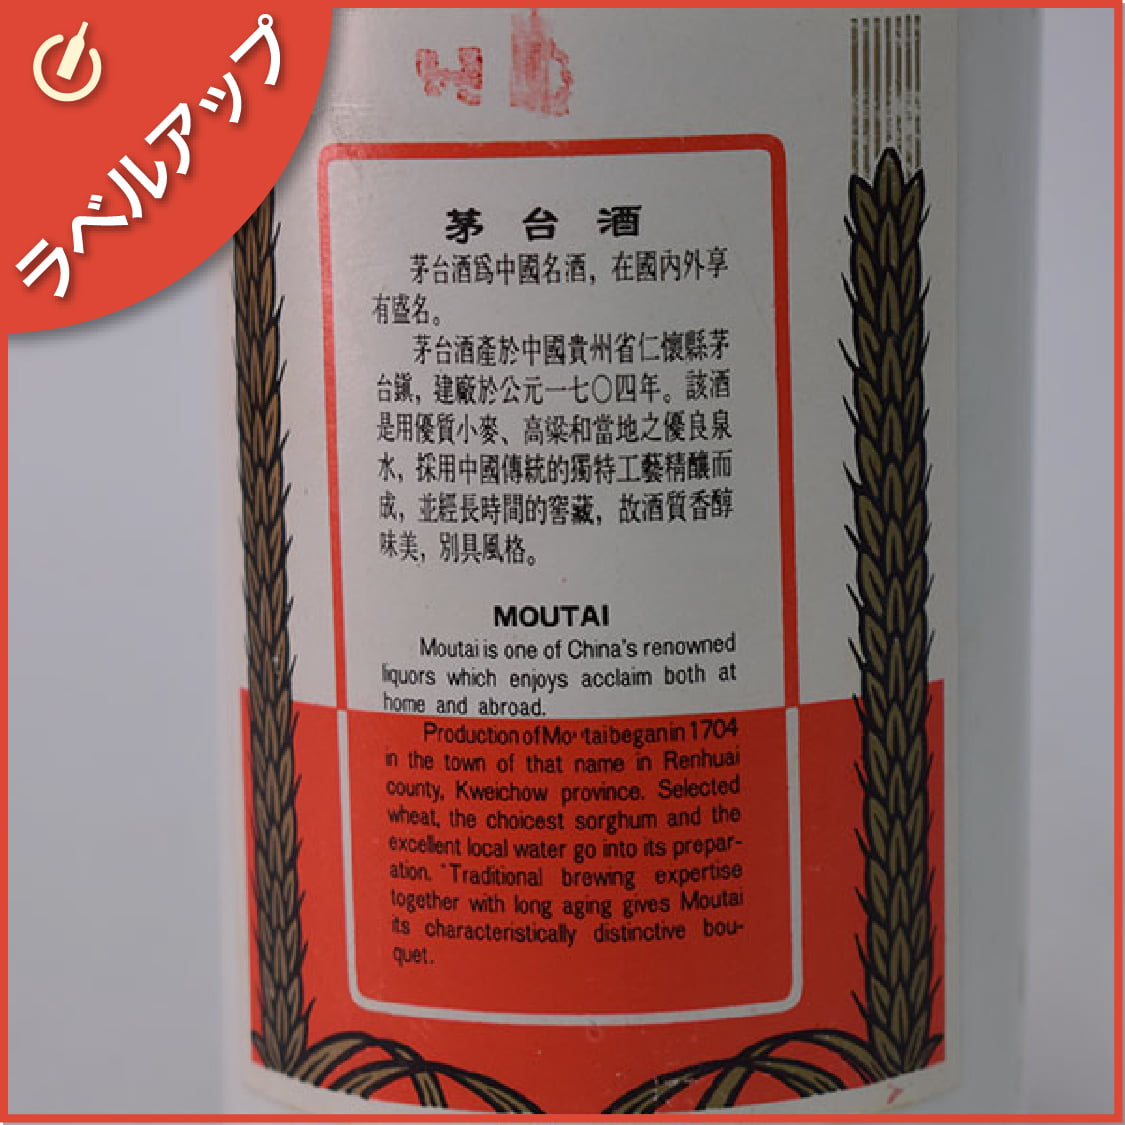 ラベルアップ
茅台酒
茅台酒爲中國名酒，在國內外享
有盛名。
茅台酒產於中國貴州省仁懷縣茅
台鎭，建廠於公元一七〇四年。該酒
是用優質小麥、高粱和當地之優良泉
水，採用中國傳統的獨特工藝精釀而
成，並經長時間的窖藏，故酒質香醇
味美，別具風格。
MOUTAI
Moutai is one of China's renowned
liquors which enjoys acclaim both at
home and abroad.
Production of Moutai began in 1704
in the town of that name in Renhuai
county, Kweichow province. Selected
wheat, the choicest sorghum and the
excellent local water go into its prepar-
ation. Traditional brewing expertise
together with long aging gives Moutai
its characteristically distinctive bou-
quet.